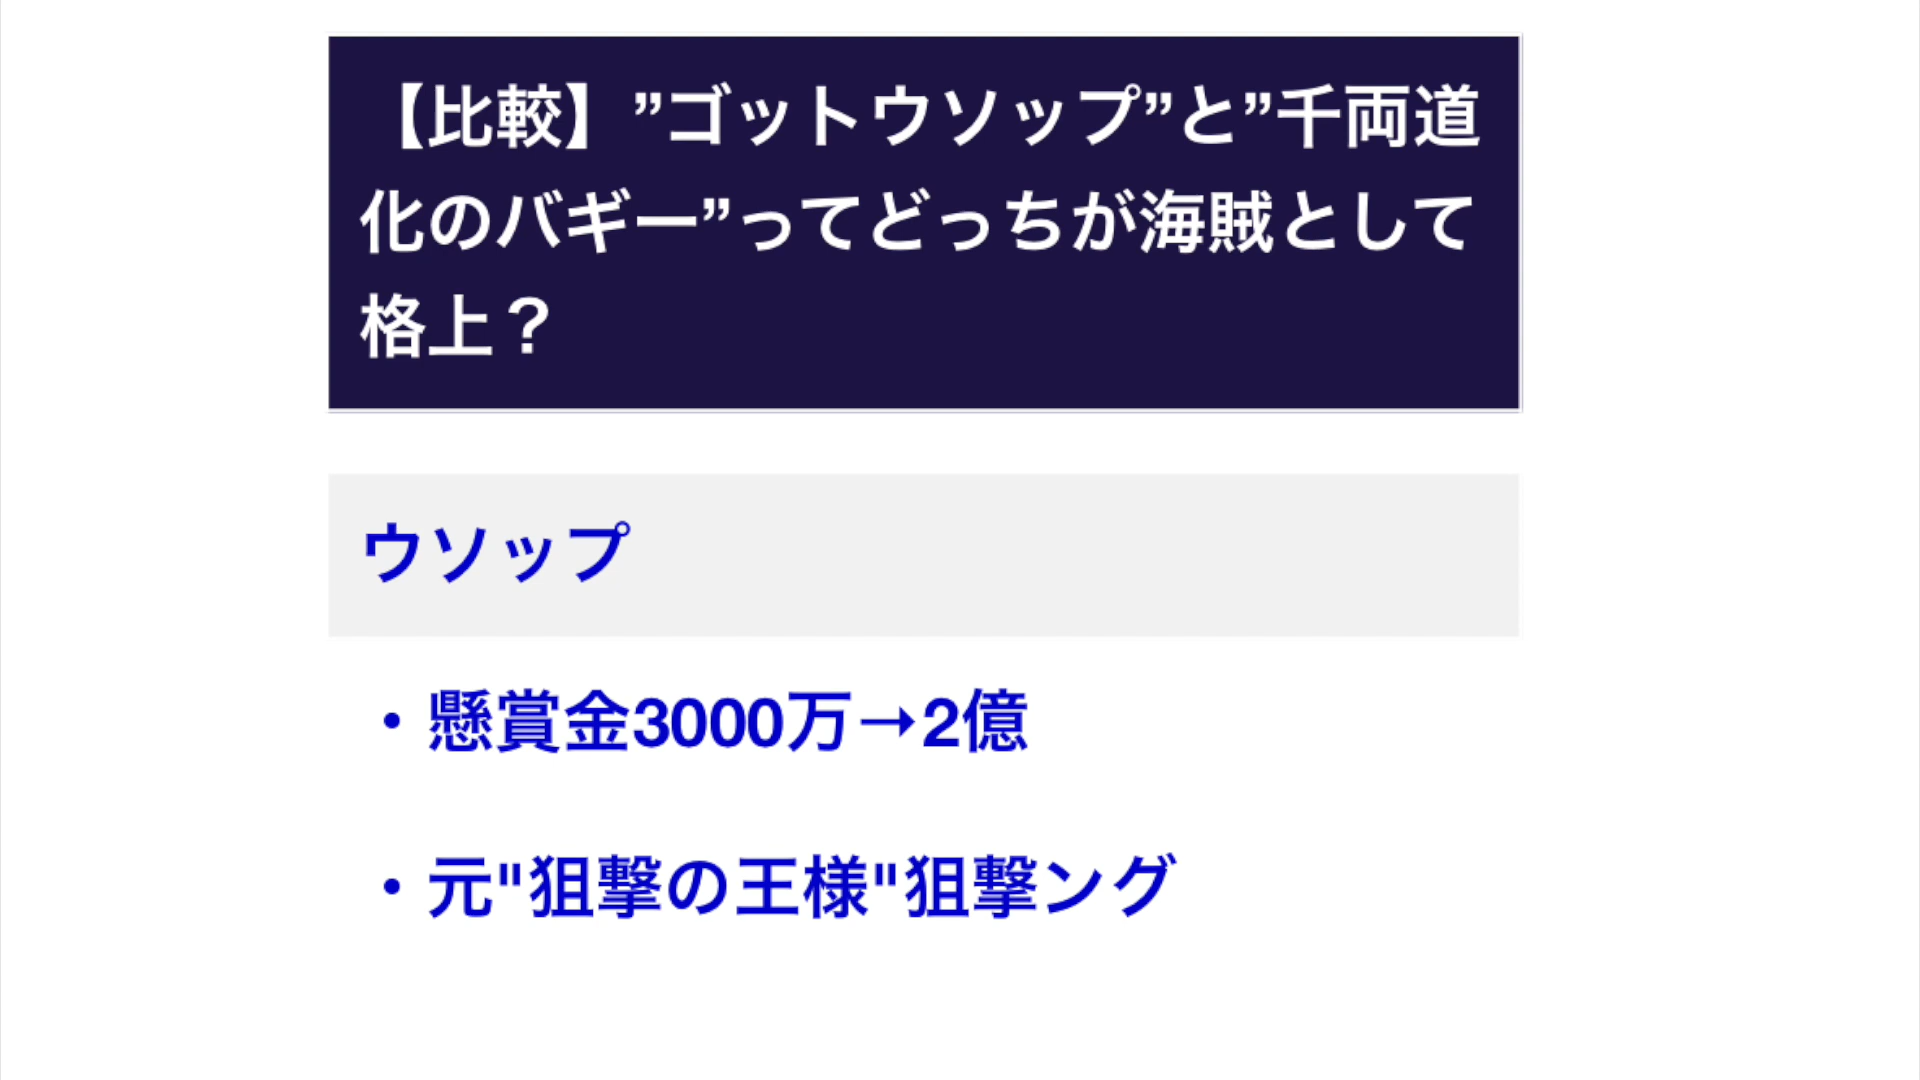 【比較】”ゴットウソップ”と”千両道
化のバギー”ってどっちが海賊として
格上？
ウソップ
・懸賞金3000万→2億
・元"狙撃の王様"狙撃ング